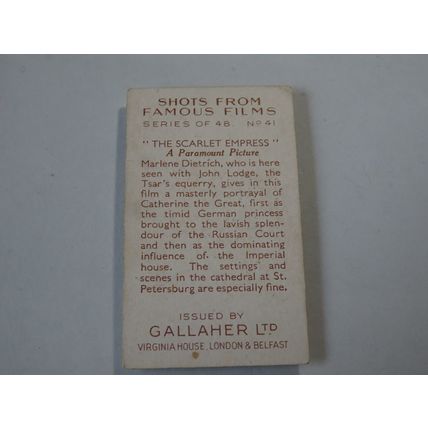 SHOTS FROM
FAMOUS FILMS
SERIES OF 48. Nº 41
"THE SCARLET EMPRESS"
A Paramount Picture
Marlene Dietrich, who is here
seen with John Lodge, the
Tsar's equerry, gives in this
film a masterly portrayal of
Catherine the Great, first as
the timid German princess
brought to the lavish splen-
dour of the Russian Court
and then as the dominating
influence of the Imperial
house. The settings and
scenes in the cathedral at St.
Petersburg are especially fine.
ISSUED BY
GALLAHER LTD
VIRGINIA HOUSE, LONDON & BELFAST